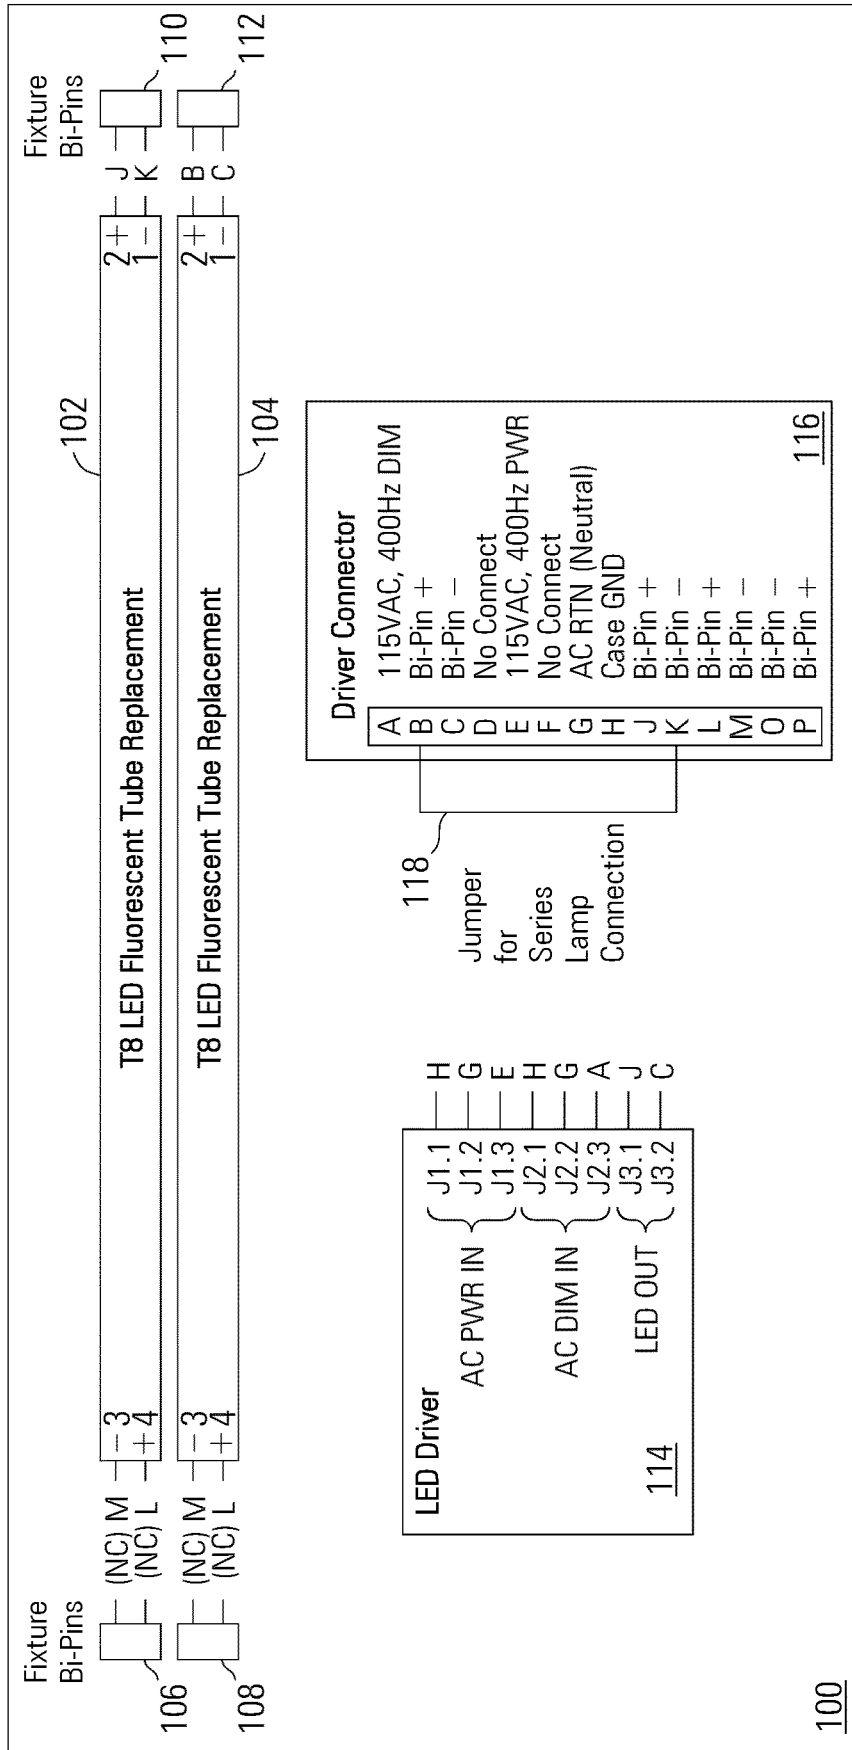 Fixture
Bi-Pins
106
108
(NC) M
(NC) L
(NC) M
(NC) L
− 3
+ 4
− 3
+ 4
T8 LED Fluorescent Tube Replacement
T8 LED Fluorescent Tube Replacement
102
104
2 +
1 −
2 +
1 −
J
K
B
C
Fixture
Bi-Pins
110
112
LED Driver
AC PWR IN
AC DIM IN
LED OUT
J1.1 H
J1.2 G
J1.3 E
J2.1 H
J2.2 G
J2.3 A
J3.1 J
J3.2 C
114
118
Jumper
for
Series
Lamp
Connection
Driver Connector
A 115VAC, 400Hz DIM
B Bi-Pin +
C Bi-Pin −
D No Connect
E 115VAC, 400Hz PWR
F No Connect
G AC RTN (Neutral)
H Case GND
J Bi-Pin +
K Bi-Pin −
L Bi-Pin +
M Bi-Pin −
O Bi-Pin −
P Bi-Pin +
116
100